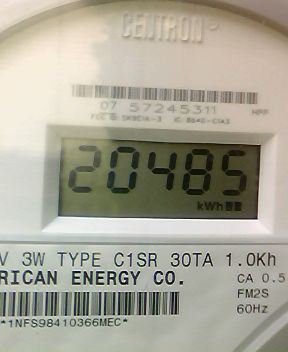 CENTRON®
07 57245311 HPP
20485
kWh
V 3W TYPE C1SR 30TA 1.0Kh
RICAN ENERGY CO.
CA 0.5
FM2S
*1NFS98410366MEC*
60Hz